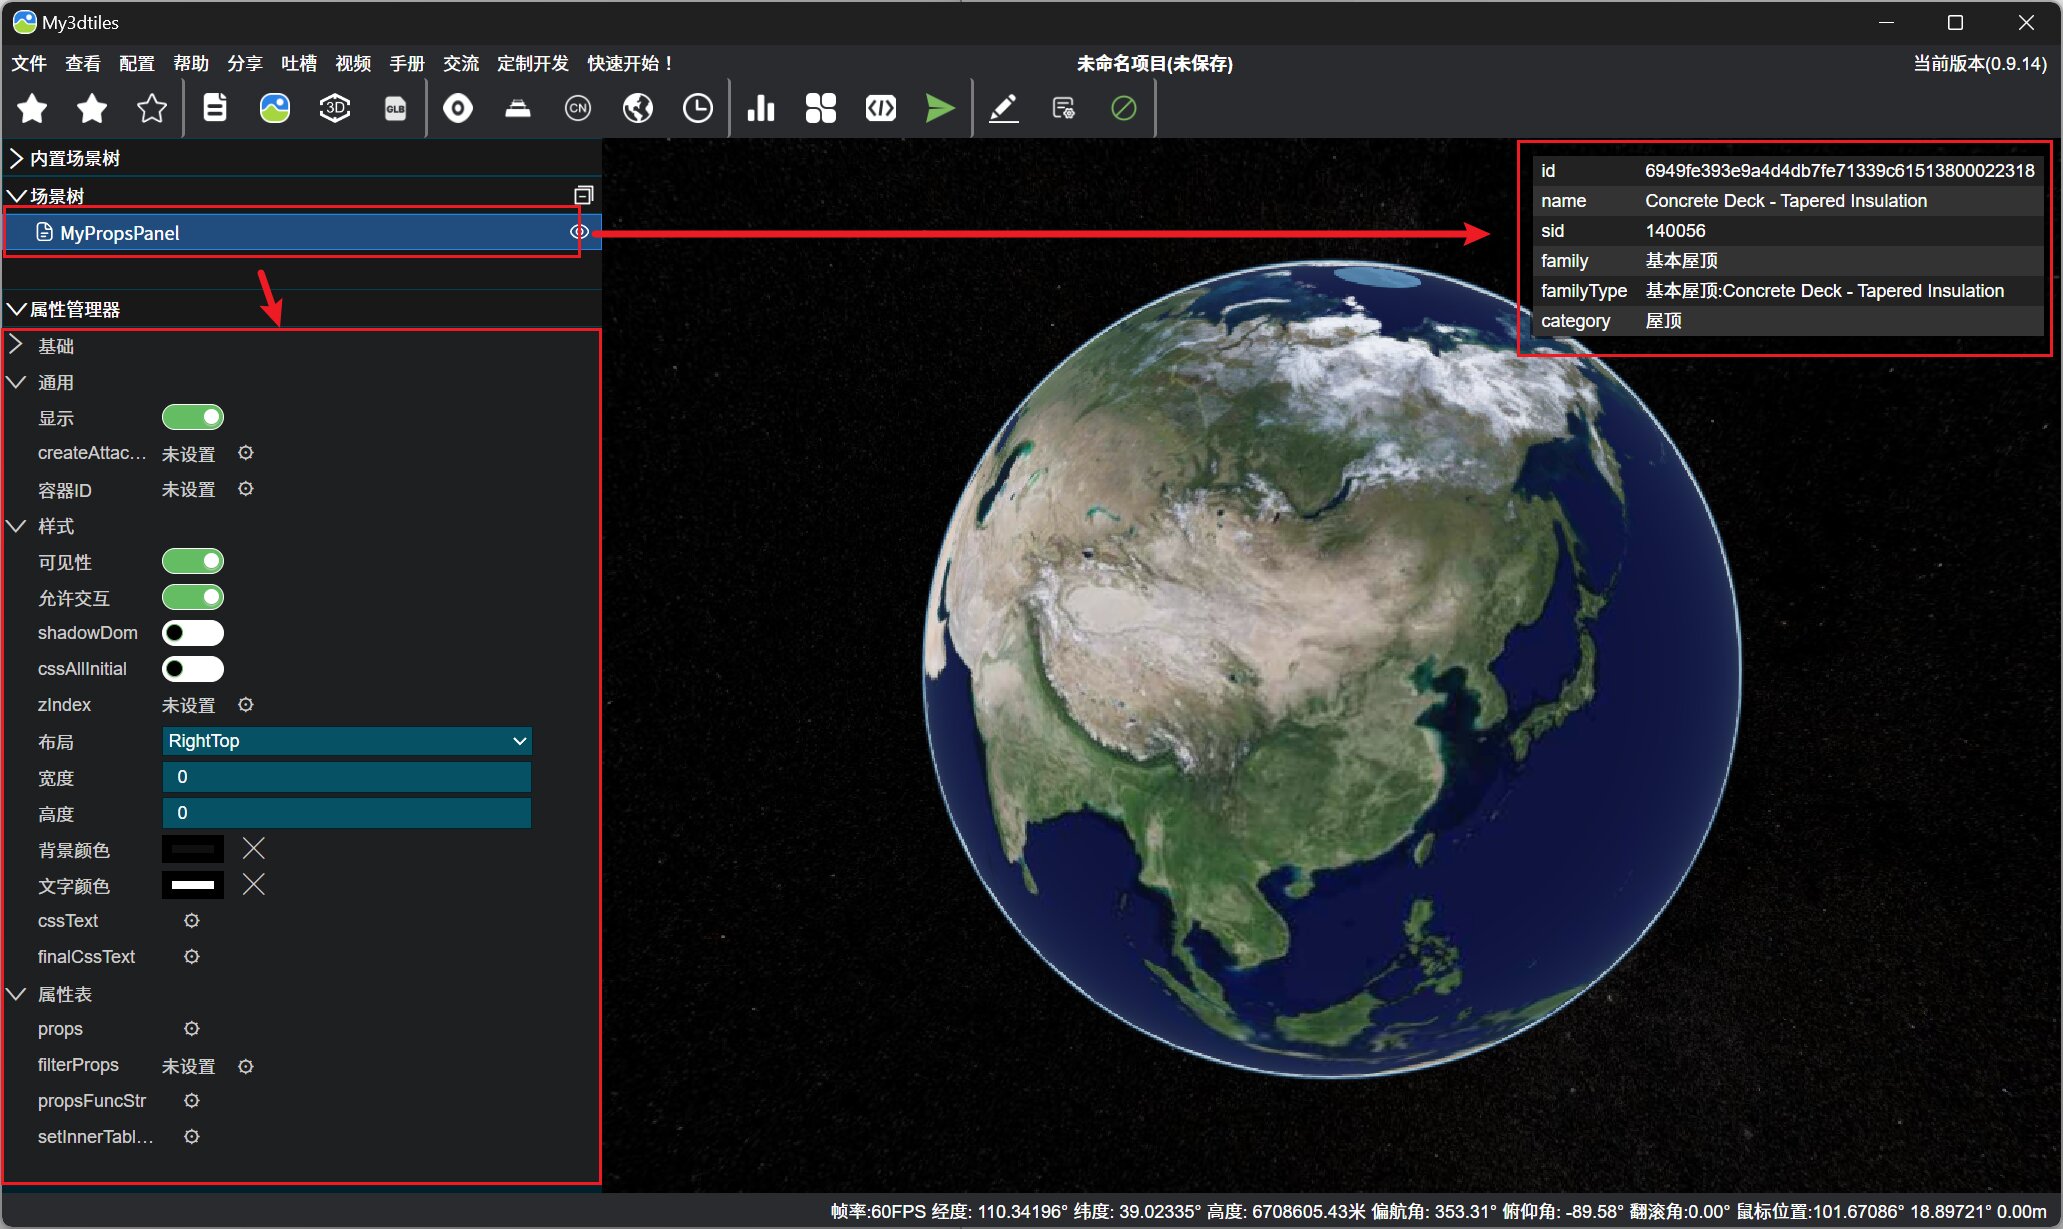 My3dtiles
文件 查看 配置 帮助 分享 吐槽 视频 手册 交流 定制开发 快速开始！ 未命名项目(未保存) 当前版本(0.9.14)
3D GLB CN
内置场景树
场景树
MyPropsPanel
属性管理器
基础
通用
显示
createAttac... 未设置
容器ID 未设置
样式
可见性
允许交互
shadowDom
cssAllInitial
zIndex 未设置
布局 RightTop
宽度 0
高度 0
背景颜色
文字颜色
cssText
finalCssText
属性表
props
filterProps 未设置
propsFuncStr
setInnerTabl...
id 6949fe393e9a4d4db7fe71339c61513800022318
name Concrete Deck - Tapered Insulation
sid 140056
family 基本屋顶
familyType 基本屋顶:Concrete Deck - Tapered Insulation
category 屋顶
帧率:60FPS 经度: 110.34196° 纬度: 39.02335° 高度: 6708605.43米 偏航角: 353.31° 俯仰角: -89.58° 翻滚角:0.00° 鼠标位置:101.67086° 18.89721° 0.00m